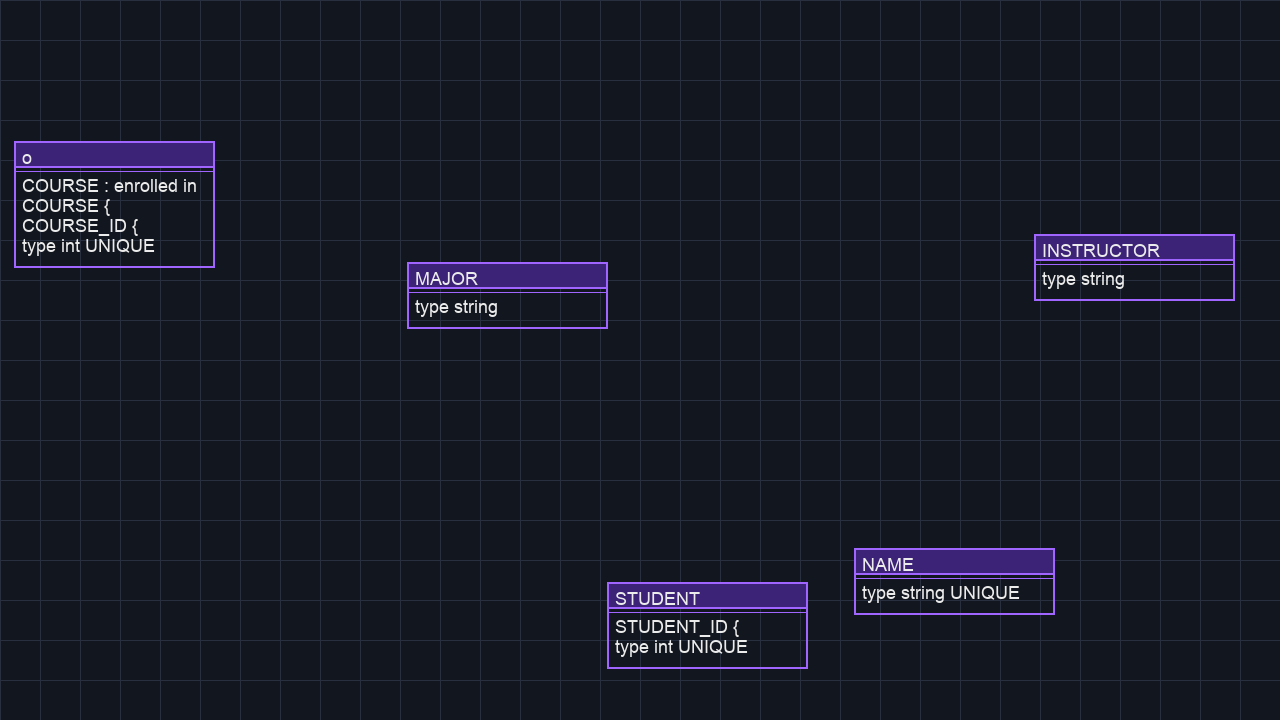 o
COURSE : enrolled in
COURSE {
COURSE_ID {
type int UNIQUE
MAJOR
type string
INSTRUCTOR
type string
STUDENT
STUDENT_ID {
type int UNIQUE
NAME
type string UNIQUE